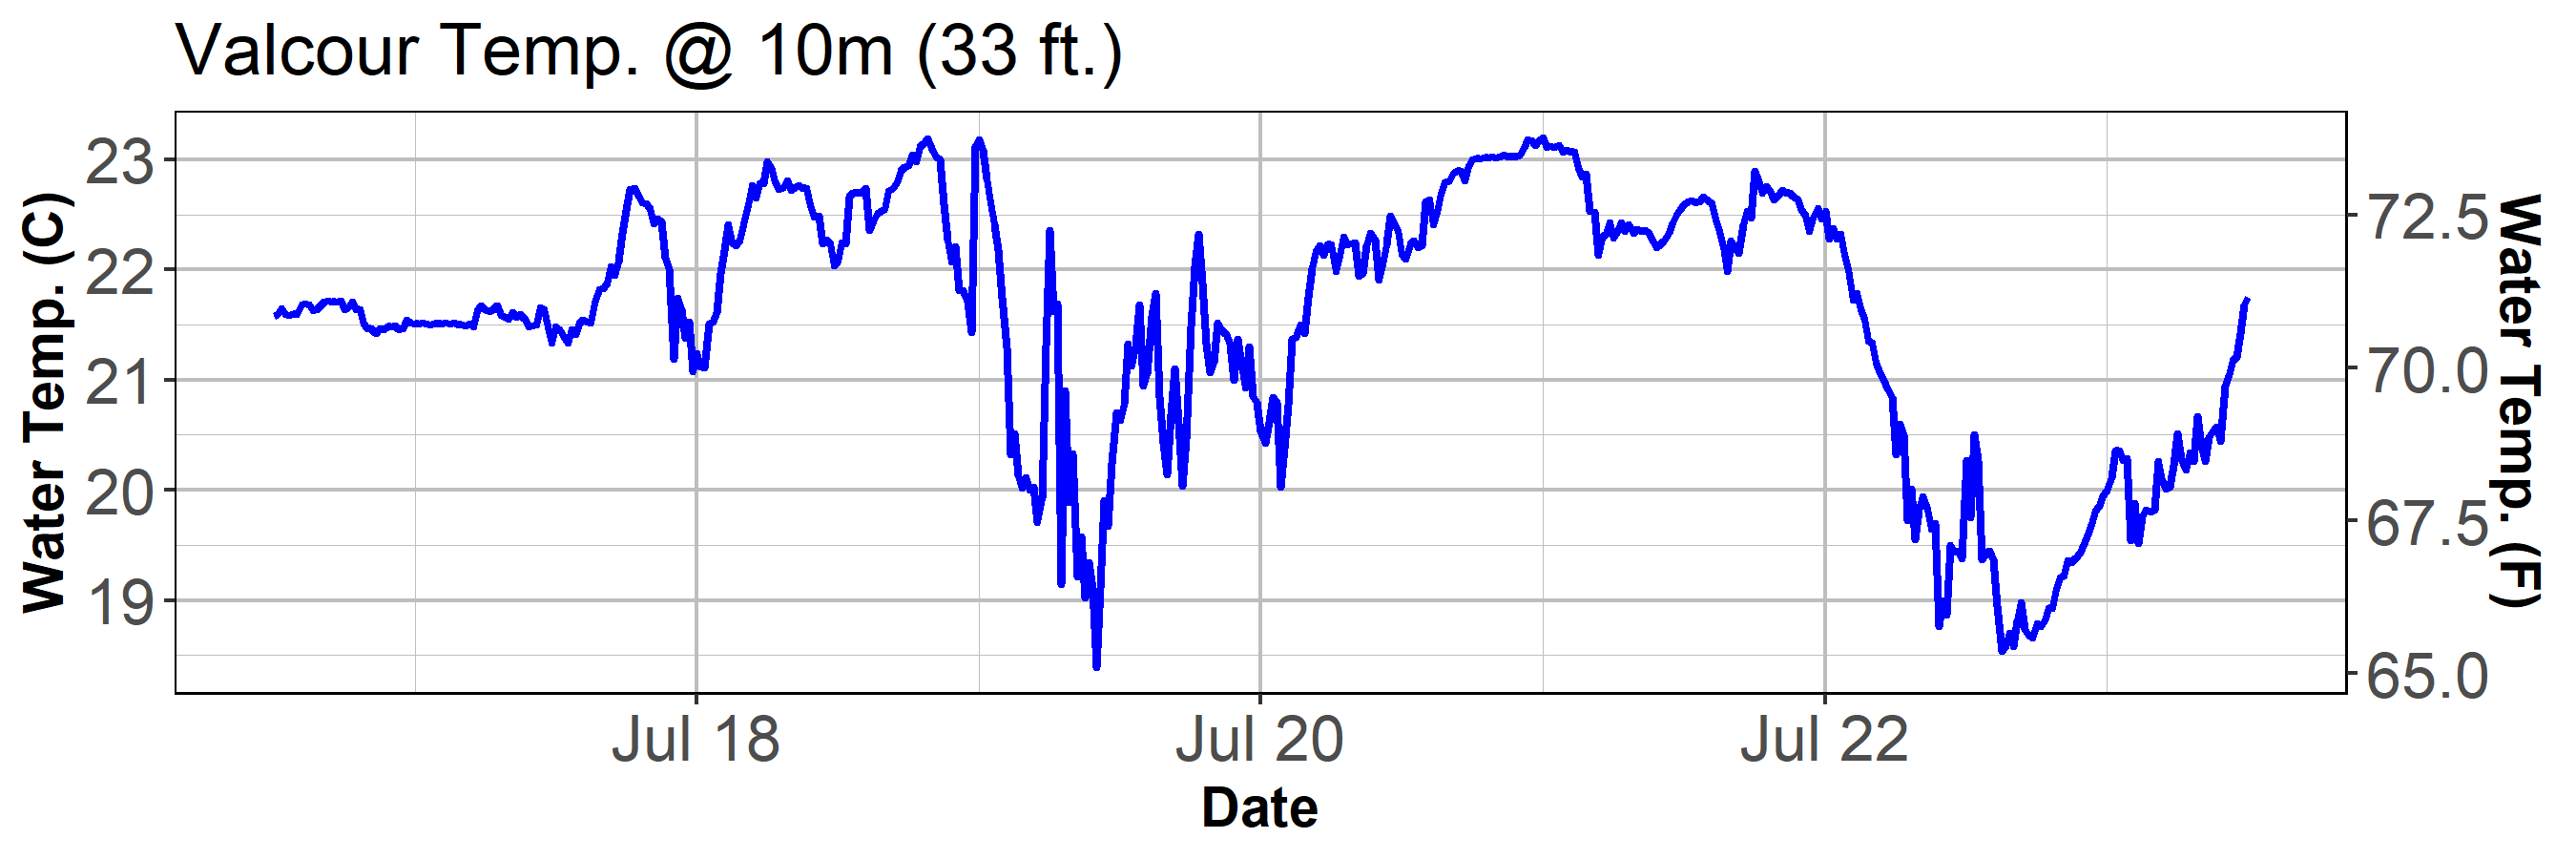 Valcour Temp. @ 10m (33 ft.)
Water Temp. (C)
23
22
21
20
19
72.5
70.0
67.5
65.0
Water Temp. (F)
Jul 18
Jul 20
Jul 22
Date